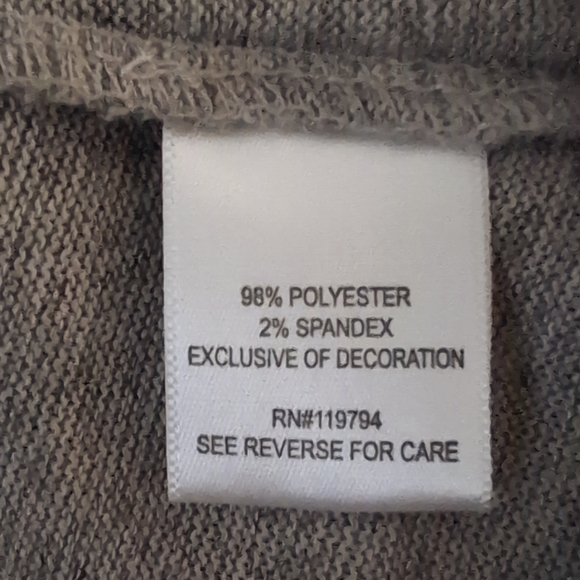 98% POLYESTER
2% SPANDEX
EXCLUSIVE OF DECORATION
RN#119794
SEE REVERSE FOR CARE